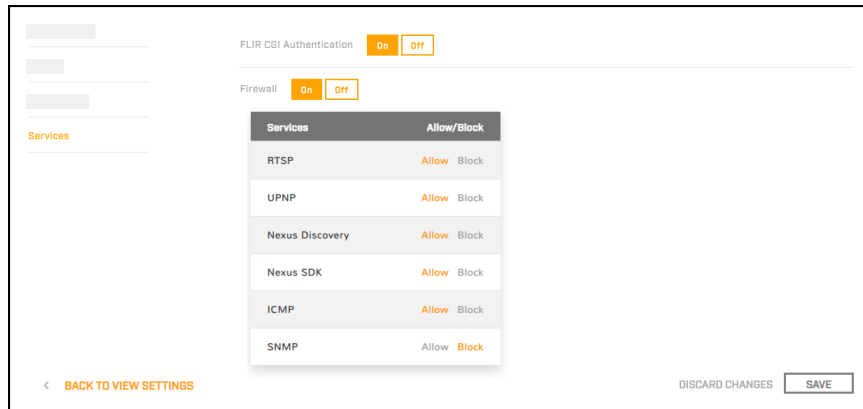 FLIR CGI Authentication On Off
Firewall On Off
Services
Services Allow/Block
RTSP Allow Block
UPNP Allow Block
Nexus Discovery Allow Block
Nexus SDK Allow Block
ICMP Allow Block
SNMP Allow Block
< BACK TO VIEW SETTINGS
DISCARD CHANGES SAVE